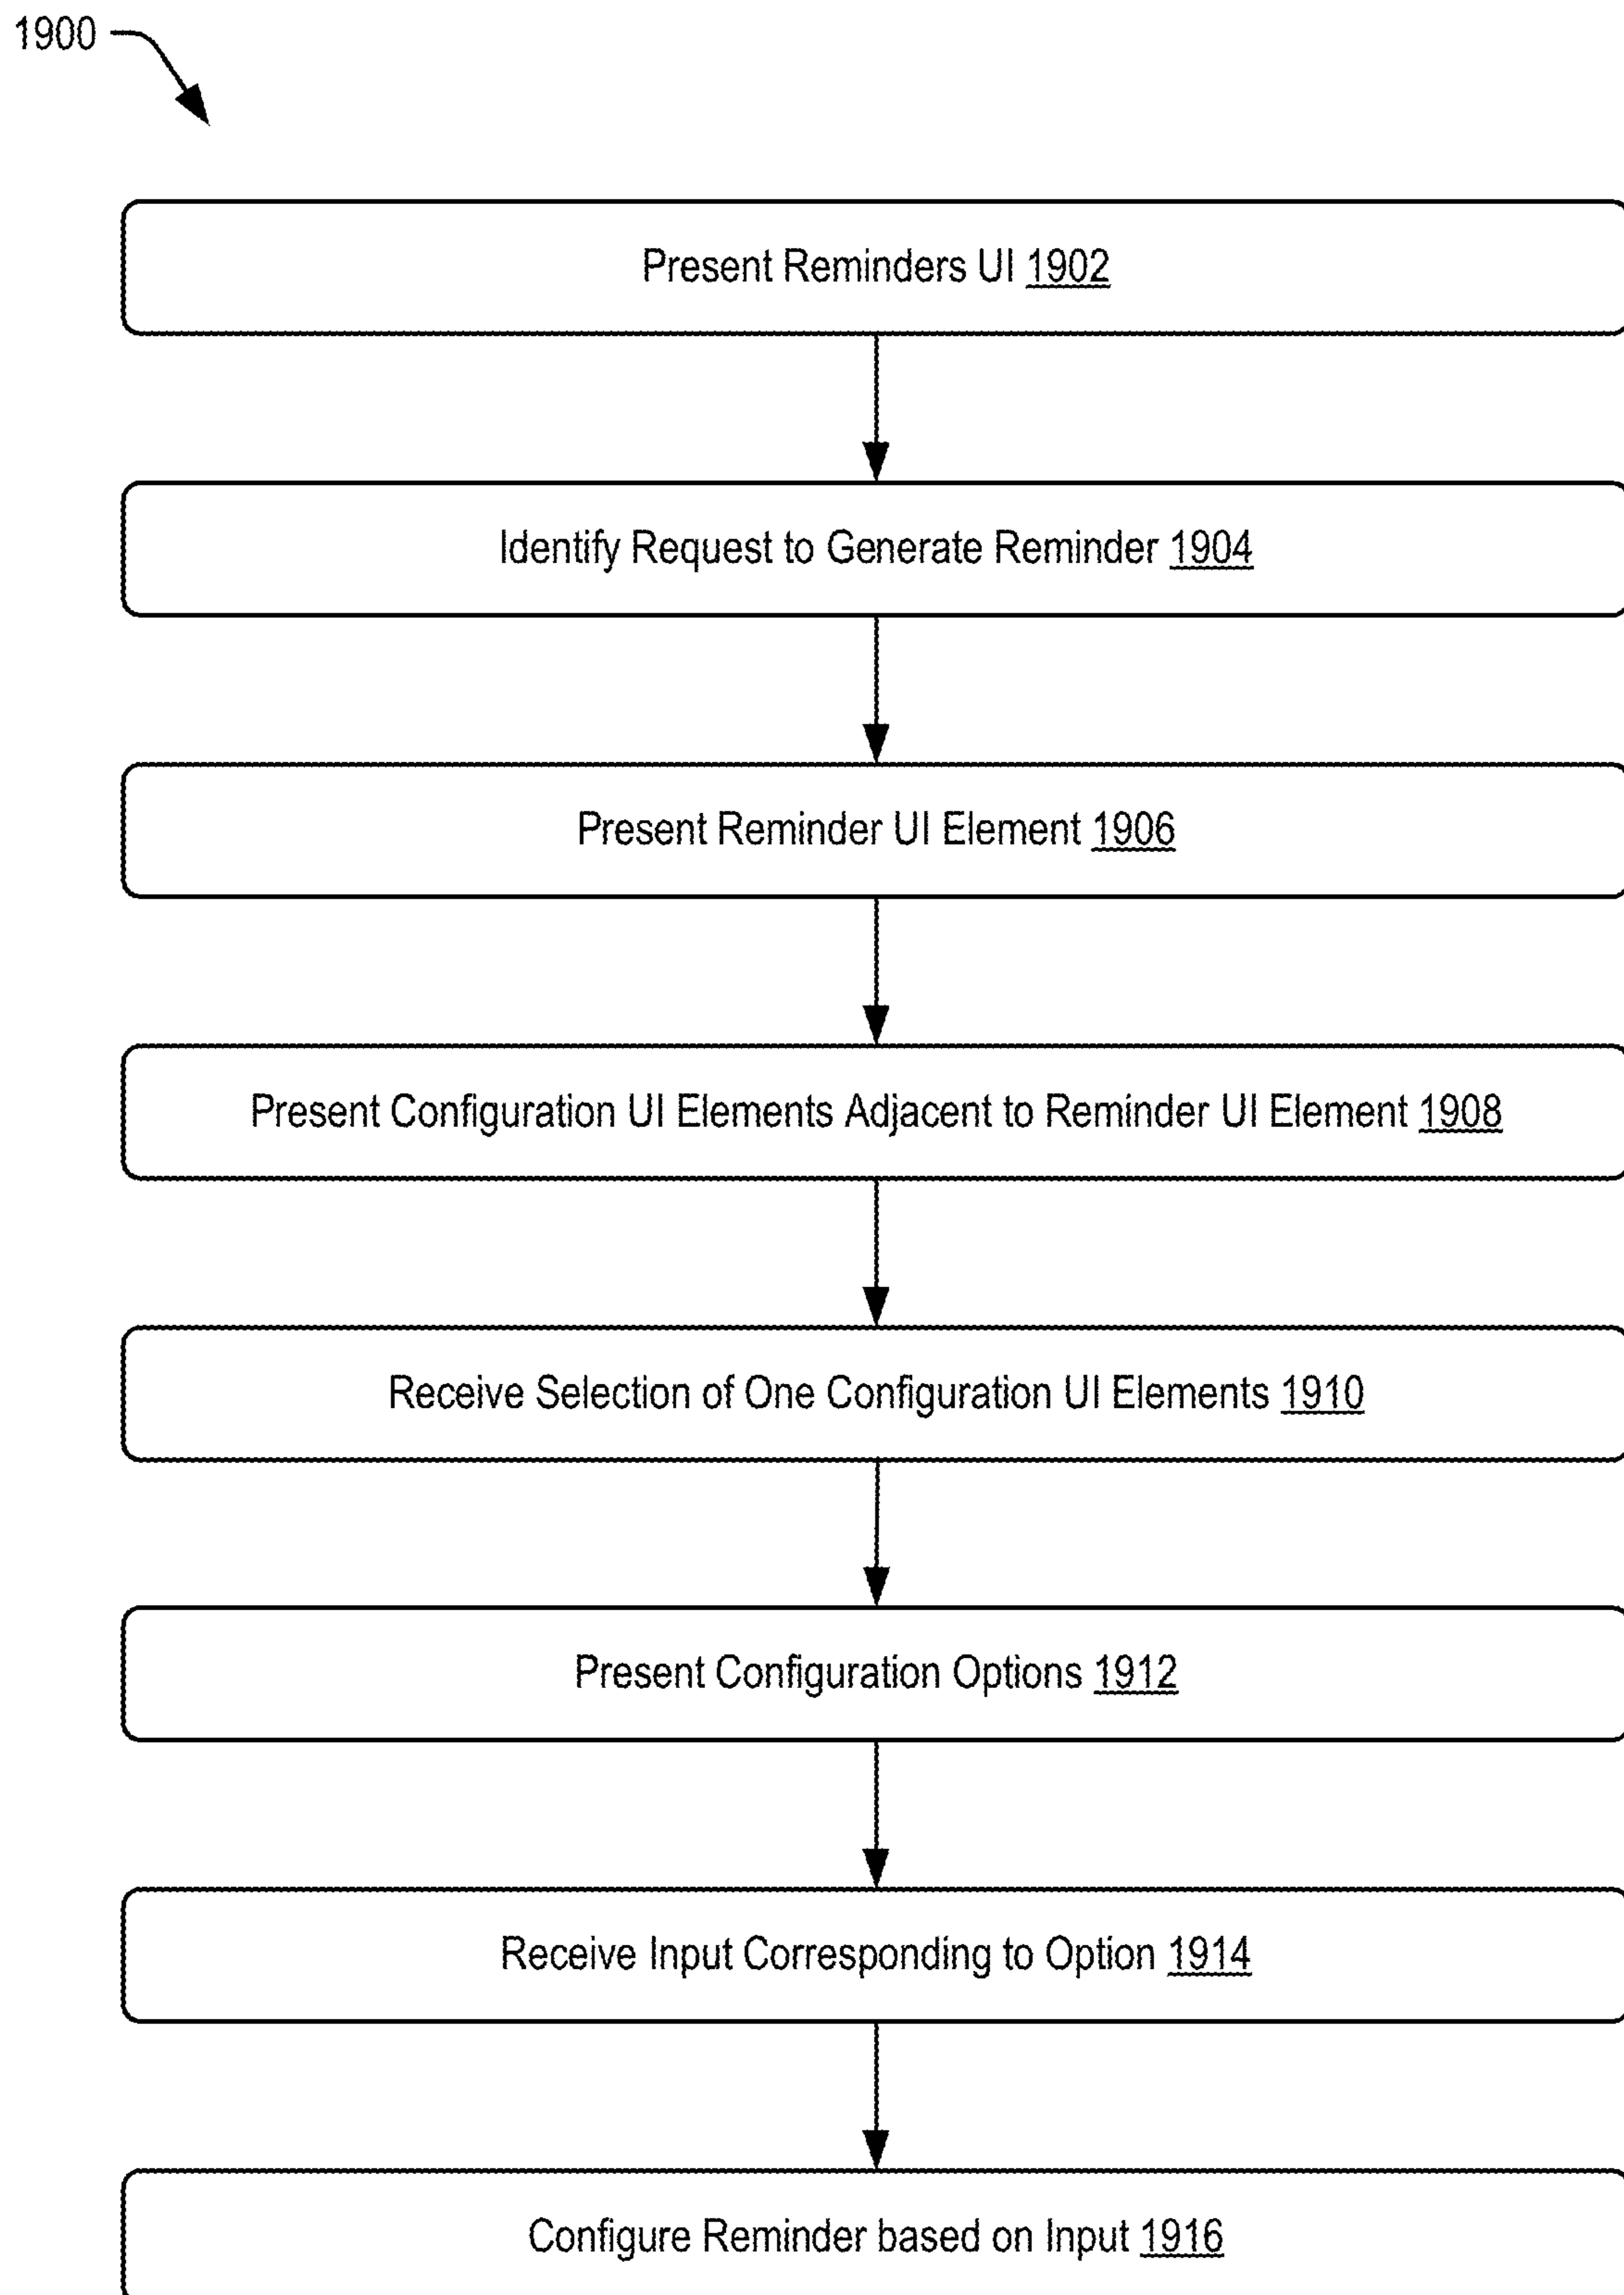 1900
Present Reminders UI 1902
Identify Request to Generate Reminder 1904
Present Reminder UI Element 1906
Present Configuration UI Elements Adjacent to Reminder UI Element 1908
Receive Selection of One Configuration UI Elements 1910
Present Configuration Options 1912
Receive Input Corresponding to Option 1914
Configure Reminder based on Input 1916